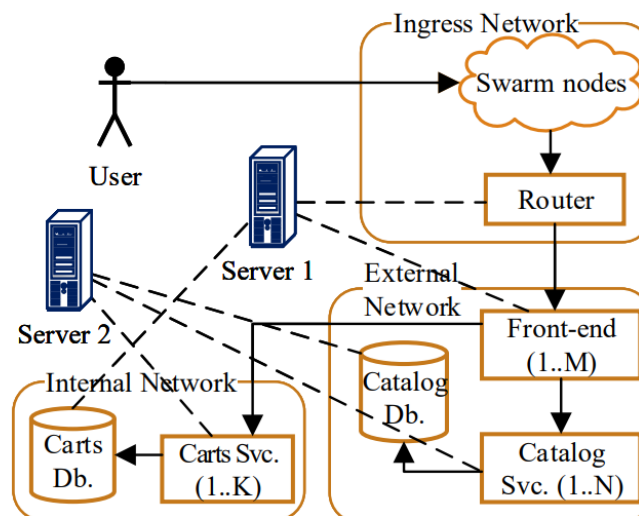 Ingress Network
Swarm nodes
User
Router
Server 1
External
Network
Server 2
Front-end
(1..M)
Internal Network
Catalog
Db.
Carts
Db.
Carts Svc.
(1..K)
Catalog
Svc. (1..N)